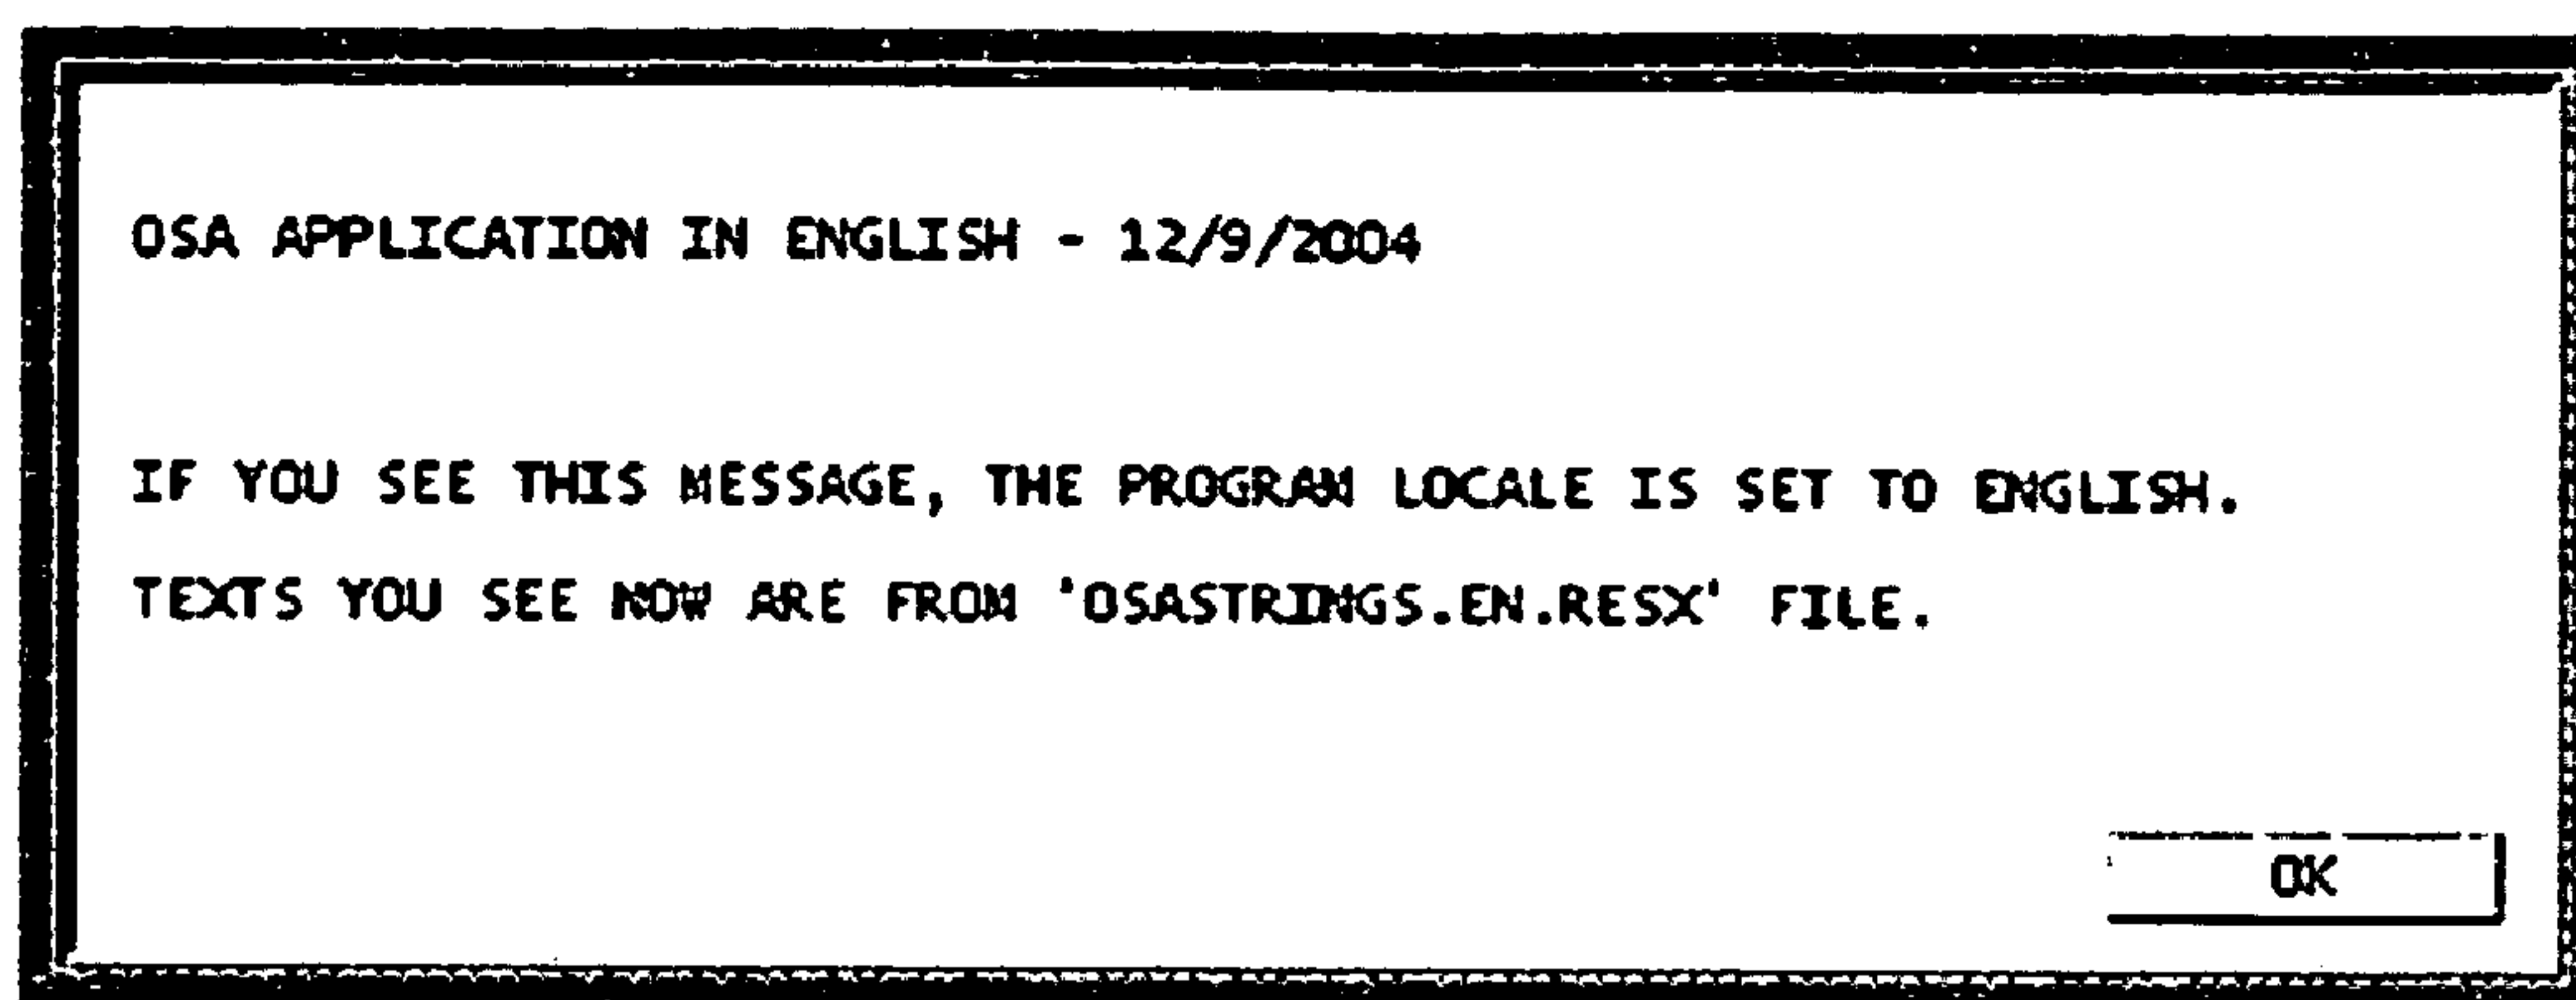 OSA APPLICATION IN ENGLISH - 12/9/2004
IF YOU SEE THIS MESSAGE, THE PROGRAM LOCALE IS SET TO ENGLISH.
TEXTS YOU SEE NOW ARE FROM 'OSASTRINGS.EN.RESX' FILE.
OK